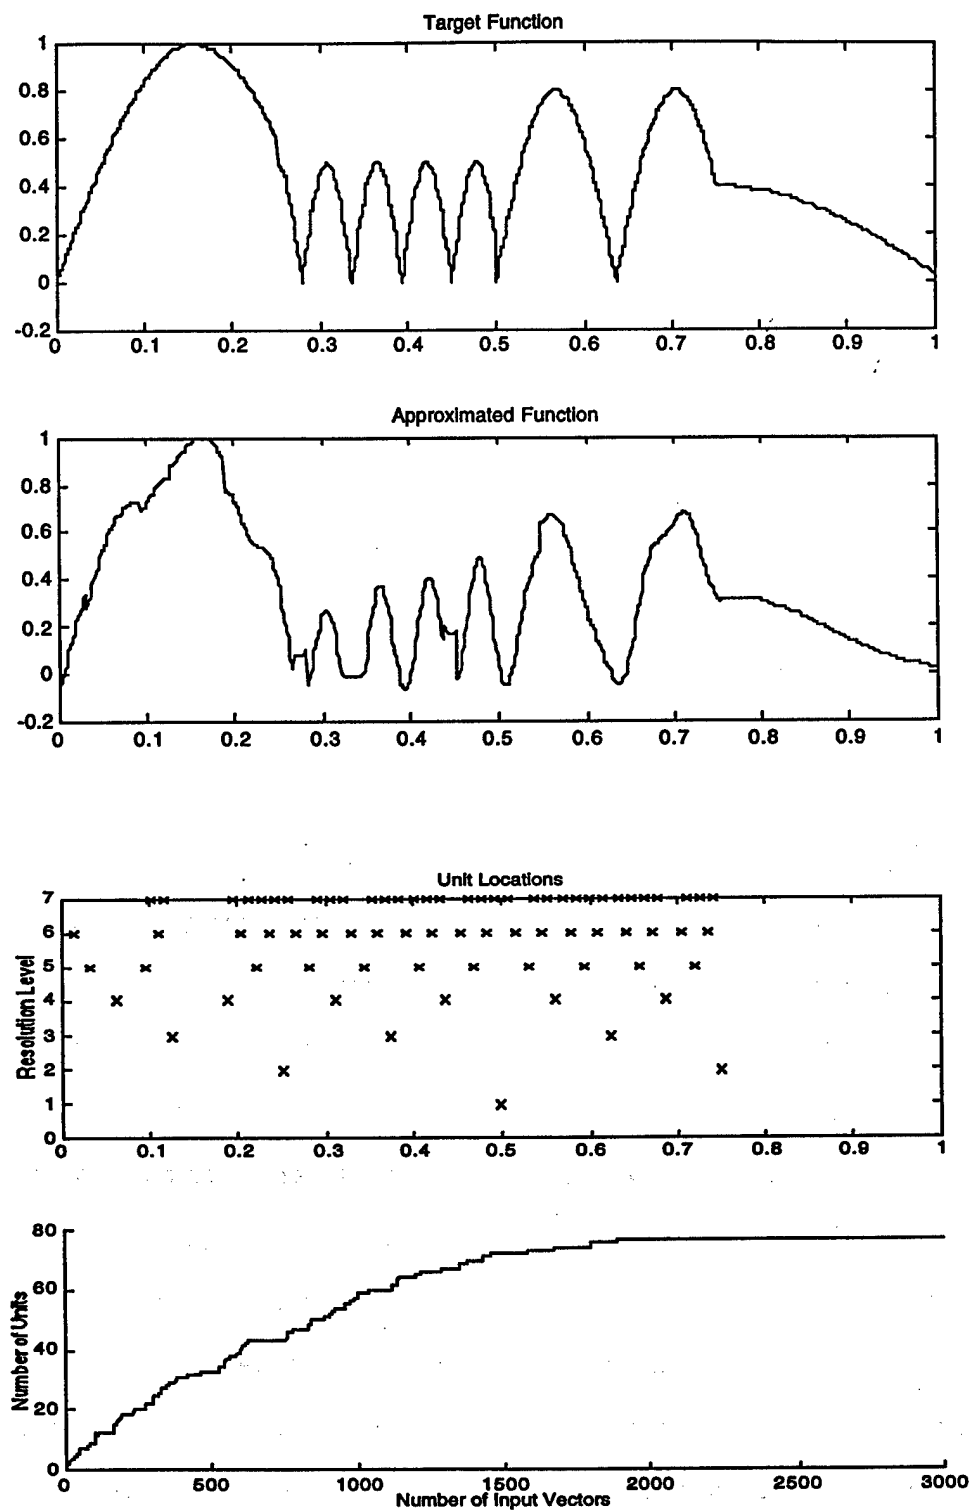 Target Function
1
0.8
0.6
0.4
0.2
0
-0.2
0 0.1 0.2 0.3 0.4 0.5 0.6 0.7 0.8 0.9 1
Approximated Function
1
0.8
0.6
0.4
0.2
0
-0.2
0 0.1 0.2 0.3 0.4 0.5 0.6 0.7 0.8 0.9 1
Unit Locations
Resolution Level
7
6
5
4
3
2
1
0
0 0.1 0.2 0.3 0.4 0.5 0.6 0.7 0.8 0.9 1
Number of Units
80
60
40
20
0
0 500 1000 1500 2000 2500 3000
Number of Input Vectors